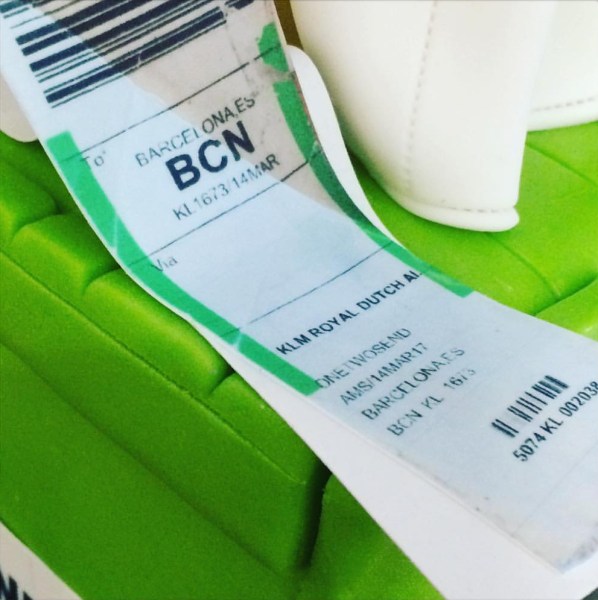 To
BARCELONA,ES
BCN
KL1673/14MAR
Via
KLM ROYAL DUTCH AI
ONETWOSEND
AMS/14MAR17
BARCELONA,ES
BCN KL 1673
5074 KL 002038